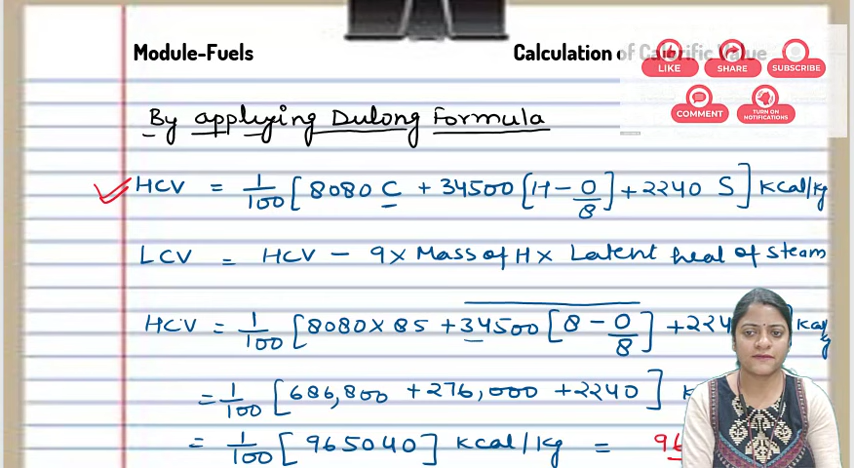 Module-Fuels Calculation of Calorific Value
LIKE SHARE SUBSCRIBE
COMMENT TURN ON NOTIFICATIONS
By applying Dulong Formula
HCV = 1/100 [8080 C + 34500 [H - O/8] + 2240 S] Kcal/kg
LCV = HCV - 9 x Mass of H x Latent heat of steam
HCV = 1/100 [8080 x 85 + 34500 [8 - 0/8] + 224
= 1/100 [686,800 + 276,000 + 2240]
= 1/100 [965040] kcal/kg = 96